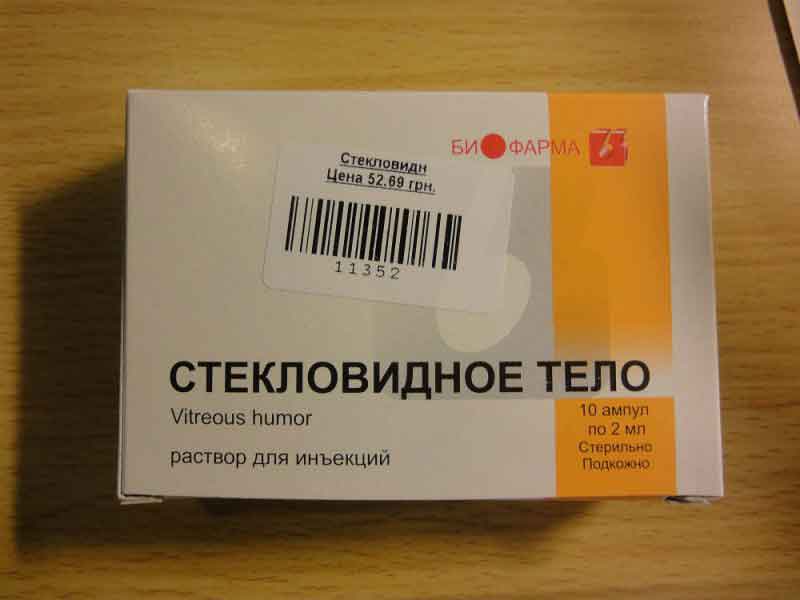 БИОФАРМА
Стекловидн
Цена 52.69 грн.
11352
СТЕКЛОВИДНОЕ ТЕЛО
Vitreous humor
раствор для инъекций
10 ампул
по 2 мл
Стерильно
Подкожно